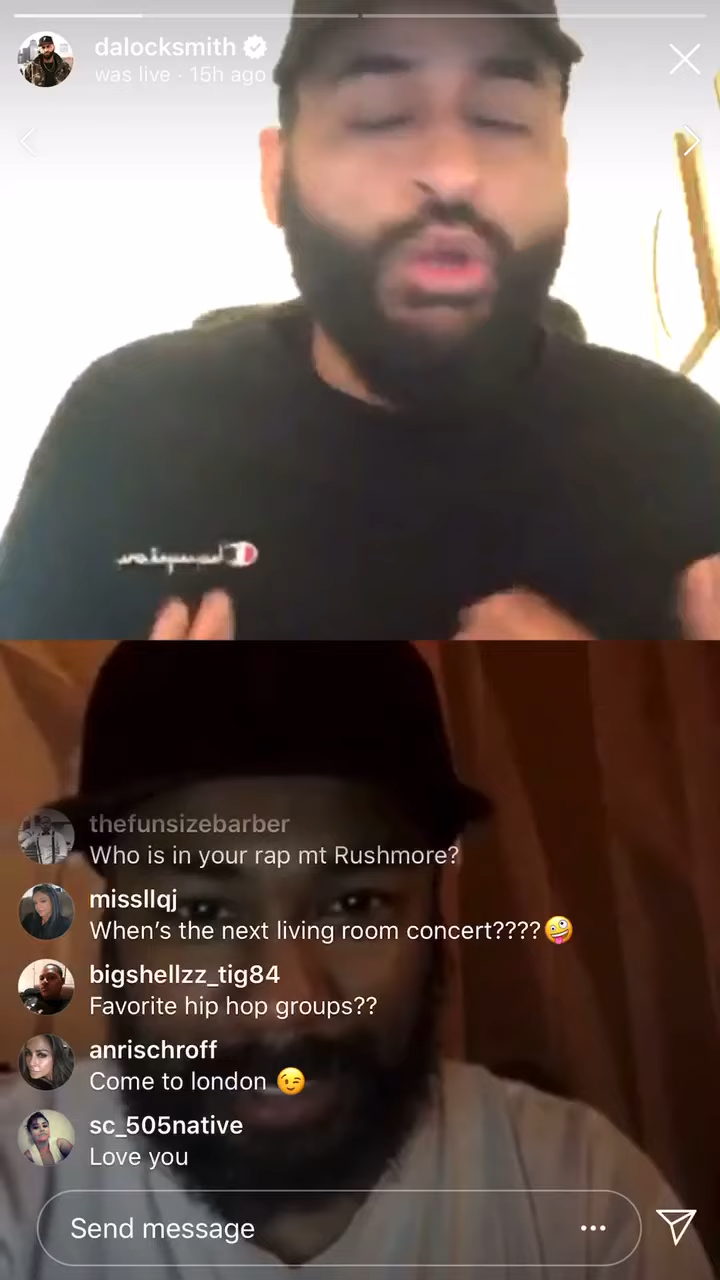 dalocksmith
was live · 15h ago
Champion
thefunsizebarber
Who is in your rap mt Rushmore?
missllqj
When's the next living room concert????🤪
bigshellzz_tig84
Favorite hip hop groups??
anrischroff
Come to london 😉
sc_505native
Love you
Send message